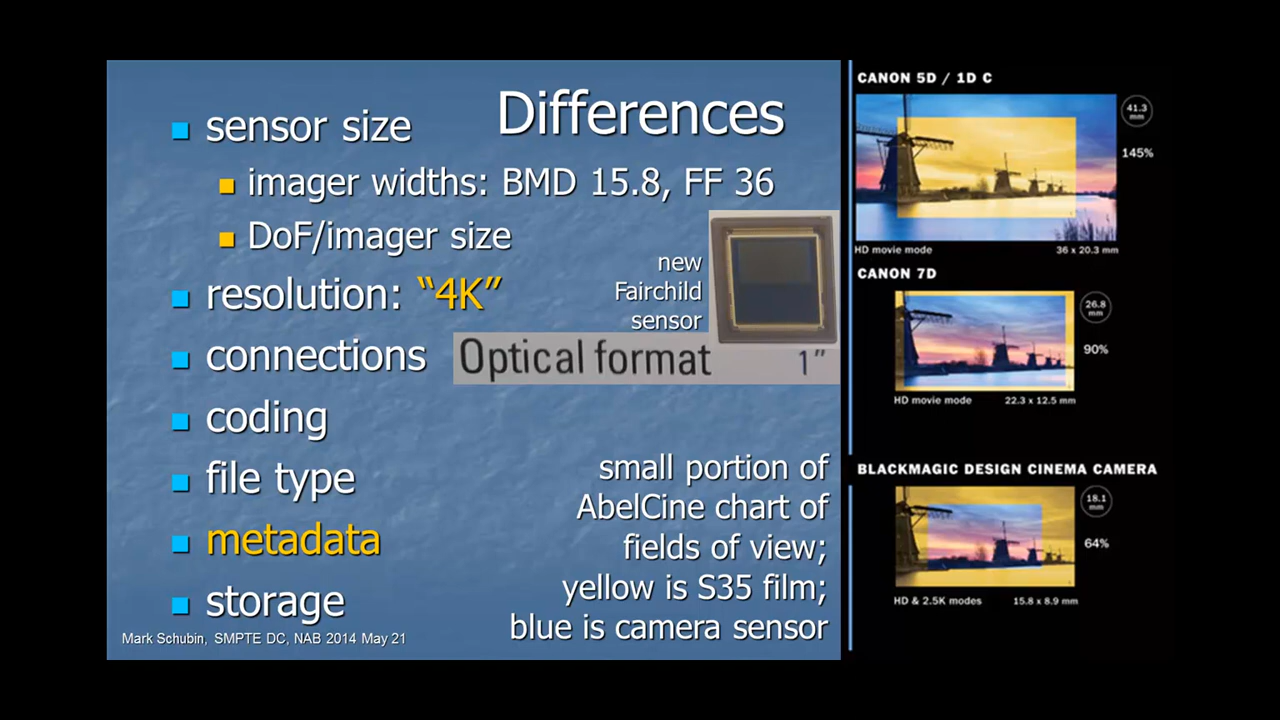 Differences
sensor size
imager widths: BMD 15.8, FF 36
DoF/imager size
resolution: “4K”
connections
coding
file type
metadata
storage
new
Fairchild
sensor
Optical format 1”
small portion of
AbelCine chart of
fields of view;
yellow is S35 film;
blue is camera sensor
Mark Schubin, SMPTE DC, NAB 2014 May 21
CANON 5D / 1D C
41.3
mm
145%
HD movie mode 36 x 20.3 mm
CANON 7D
26.8
mm
90%
HD movie mode 22.3 x 12.5 mm
BLACKMAGIC DESIGN CINEMA CAMERA
18.1
mm
64%
HD & 2.5K modes 15.8 x 8.9 mm